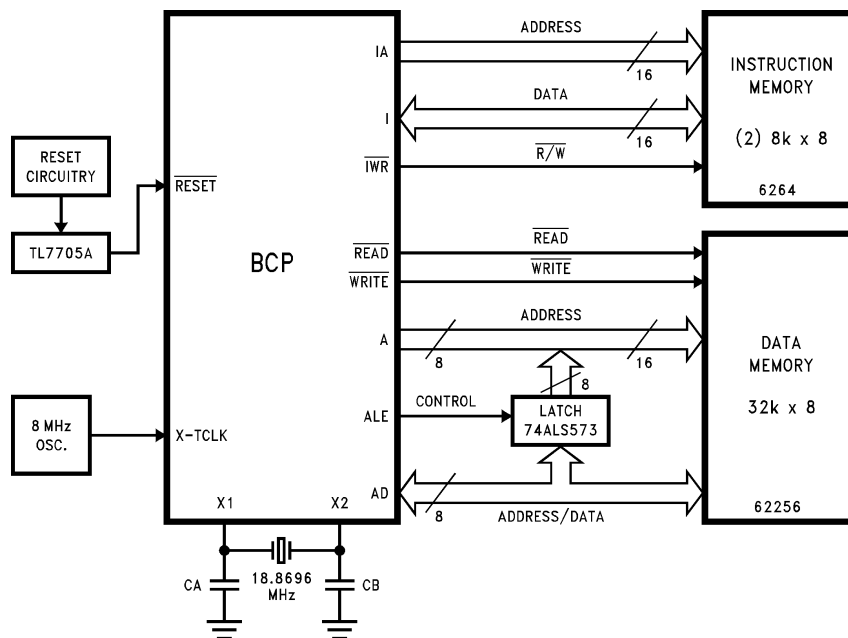 ADDRESS
IA
16
INSTRUCTION
MEMORY
(2) 8k x 8
6264
DATA
I
16
R/W
IWR
RESET
CIRCUITRY
RESET
TL7705A
BCP
READ
READ
WRITE
WRITE
ADDRESS
A
8
16
DATA
MEMORY
32k x 8
62256
8
CONTROL
ALE
LATCH
74ALS573
8 MHz
OSC.
X-TCLK
AD
8
ADDRESS/DATA
X1
X2
CA
18.8696
MHz
CB